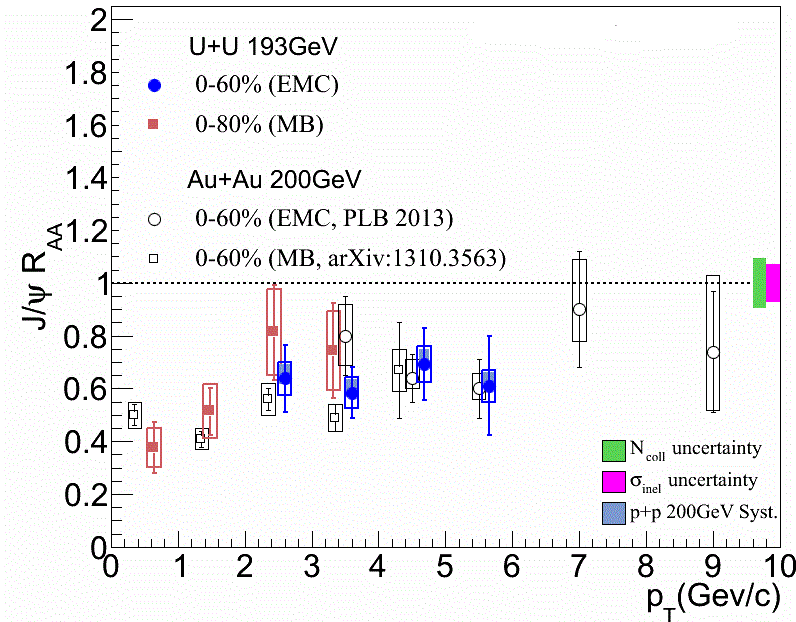 2
1.8
1.6
1.4
1.2
1
0.8
0.6
0.4
0.2
0
J/ψ R_AA
U+U 193GeV
0-60% (EMC)
0-80% (MB)
Au+Au 200GeV
0-60% (EMC, PLB 2013)
0-60% (MB, arXiv:1310.3563)
N_coll uncertainty
σ_inel uncertainty
p+p 200GeV Syst.
0 1 2 3 4 5 6 7 8 9 10
p_T(Gev/c)